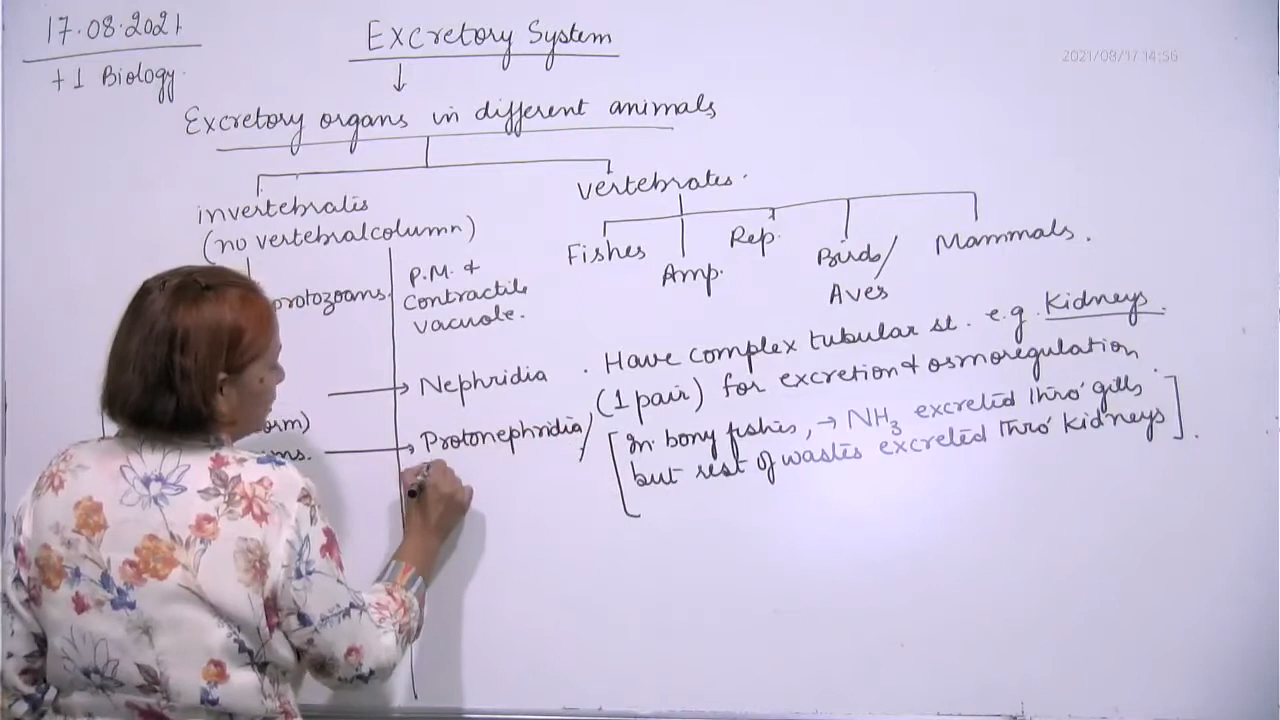 17.08.2021
+1 Biology
Excretory System
2021/08/17 14:56
↓
Excretory organs in different animals
invertebrates
(no vertebral column)
vertebrates.
Fishes
Amp.
Rep.
Birds/
Aves
Mammals.
protozoans.
P.M. +
contractile
vacuole.
→ Nephridia
→ Protonephridia/
. Have complex tubular st. e.g. Kidneys.
(1 pair) for excretion + osmoregulation
[In bony fishes, → NH3 excreted thro' gills.
but rest of wastes excreted thro' kidneys].